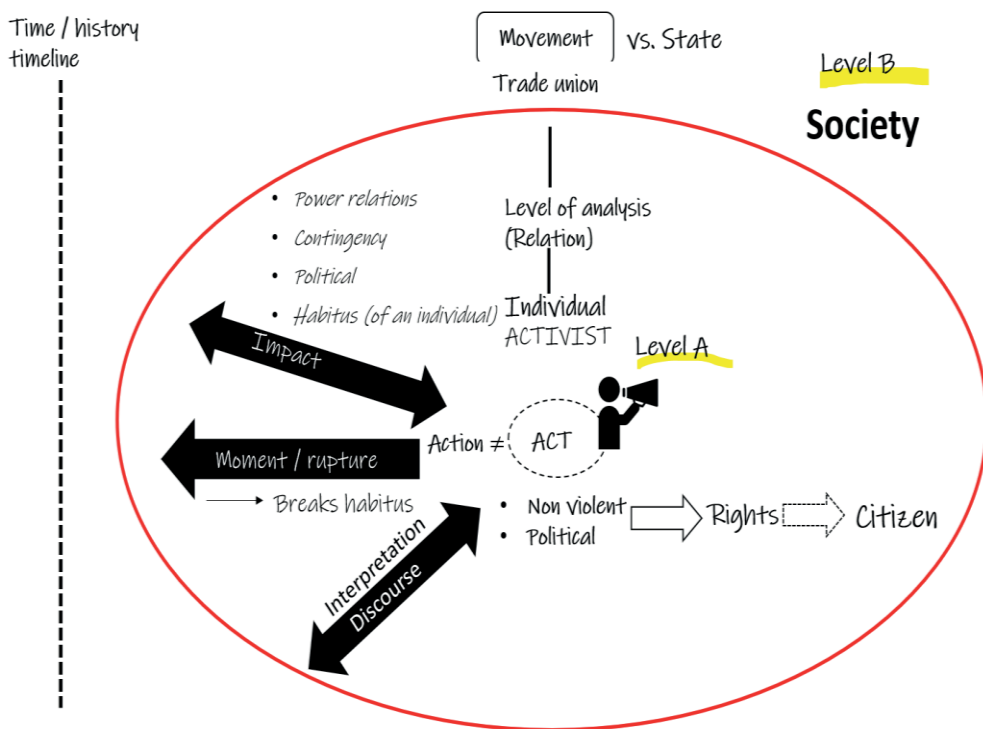 Time / history
timeline
Movement vs. State
Trade union
Level B
Society
• Power relations
• Contingency
• Political
• Habitus (of an individual)
Level of analysis
(Relation)
Individual
ACTIVIST
Level A
Impact
Action ≠ ACT
Moment / rupture
Breaks habitus
• Non violent
• Political
Rights
Citizen
Interpretation
Discourse